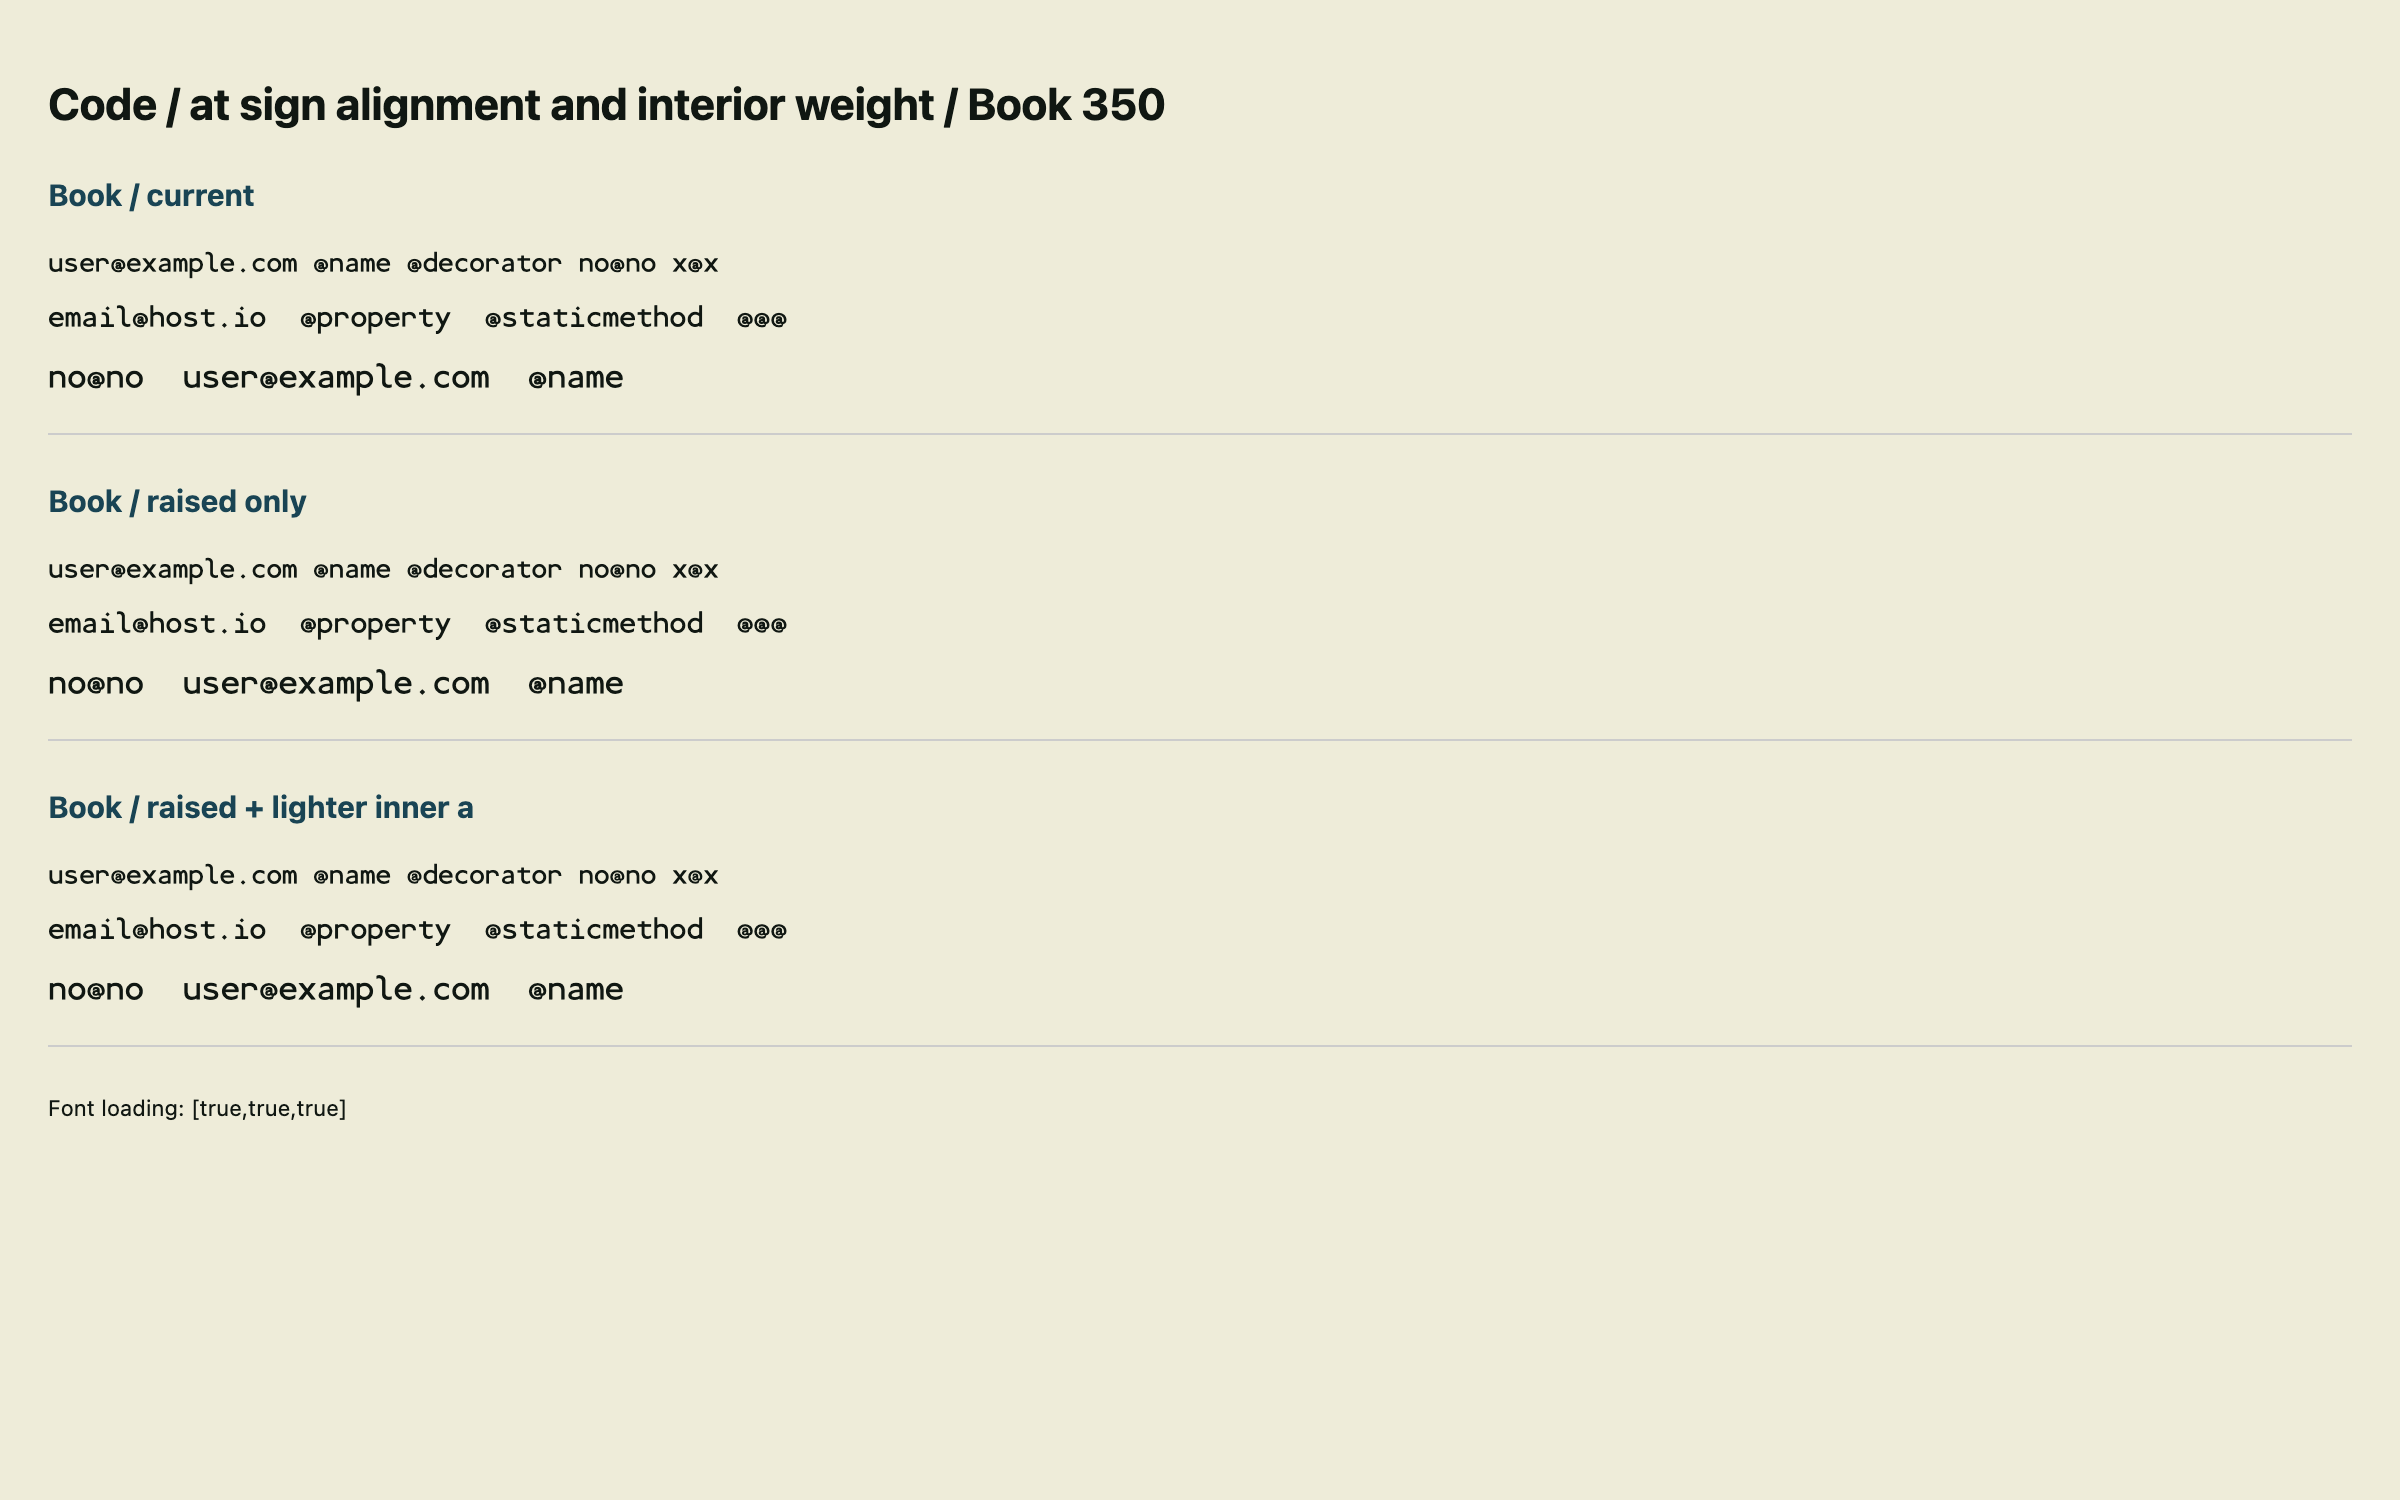 Code / at sign alignment and interior weight / Book 350
Book / current
user@example.com @name @decorator no@no x@x
email@host.io  @property  @staticmethod  @@@
no@no  user@example.com  @name
Book / raised only
user@example.com @name @decorator no@no x@x
email@host.io  @property  @staticmethod  @@@
no@no  user@example.com  @name
Book / raised + lighter inner a
user@example.com @name @decorator no@no x@x
email@host.io  @property  @staticmethod  @@@
no@no  user@example.com  @name
Font loading: [true,true,true]